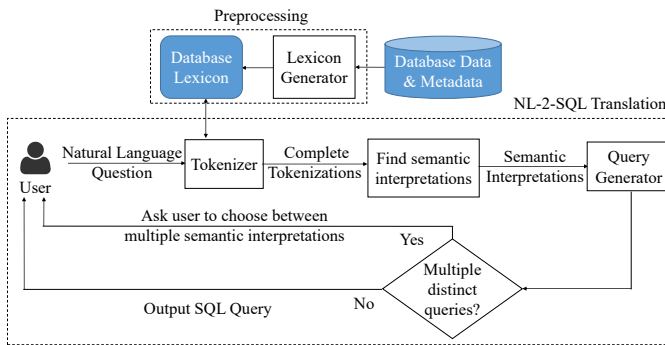 Preprocessing
Database
Lexicon
Lexicon
Generator
Database Data
& Metadata
NL-2-SQL Translation
User
Natural Language
Question
Tokenizer
Complete
Tokenizations
Find semantic
interpretations
Semantic
Interpretations
Query
Generator
Ask user to choose between
multiple semantic interpretations
Yes
Multiple
distinct
queries?
No
Output SQL Query